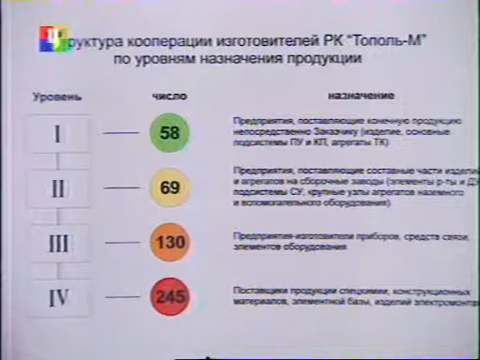 руктура кооперации изготовителей РК “Тополь-М”
по уровням назначения продукции
Уровень число назначение
I 58 Предприятия, поставляющие конечную продукцию
непосредственно Заказчику (изделие, основные
подсистемы ПУ и КП, агрегаты ТК)
II 69 Предприятия, поставляющие составные части издели
и агрегатов на сборочные заводы (элементы р-ты и ДУ
подсистемы СУ, крупные узлы агрегатов наземного
и вспомогательного оборудования)
III 130 Предприятия-изготовители приборов, средств связи,
элементов оборудования
IV 245 Поставщики продукции спецхимии, конструкционных
материалов, элементной базы, изделий электромонта